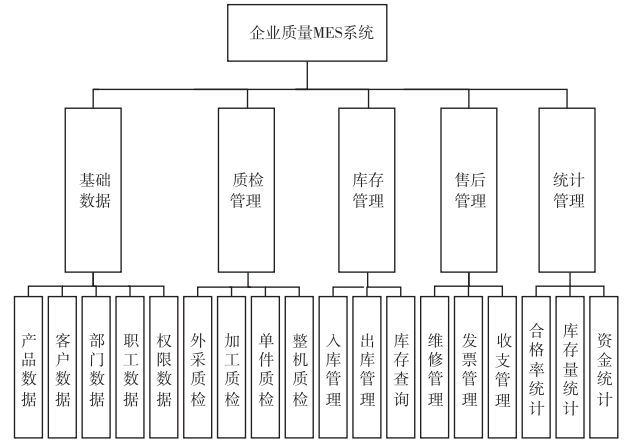 企业质量MES系统
基础
数据
质检
管理
库存
管理
售后
管理
统计
管理
产品数据
客户数据
部门数据
职工数据
权限数据
外采质检
加工质检
单件质检
整机质检
入库管理
出库管理
库存查询
维修管理
发票管理
收支管理
合格率统计
库存量统计
资金统计